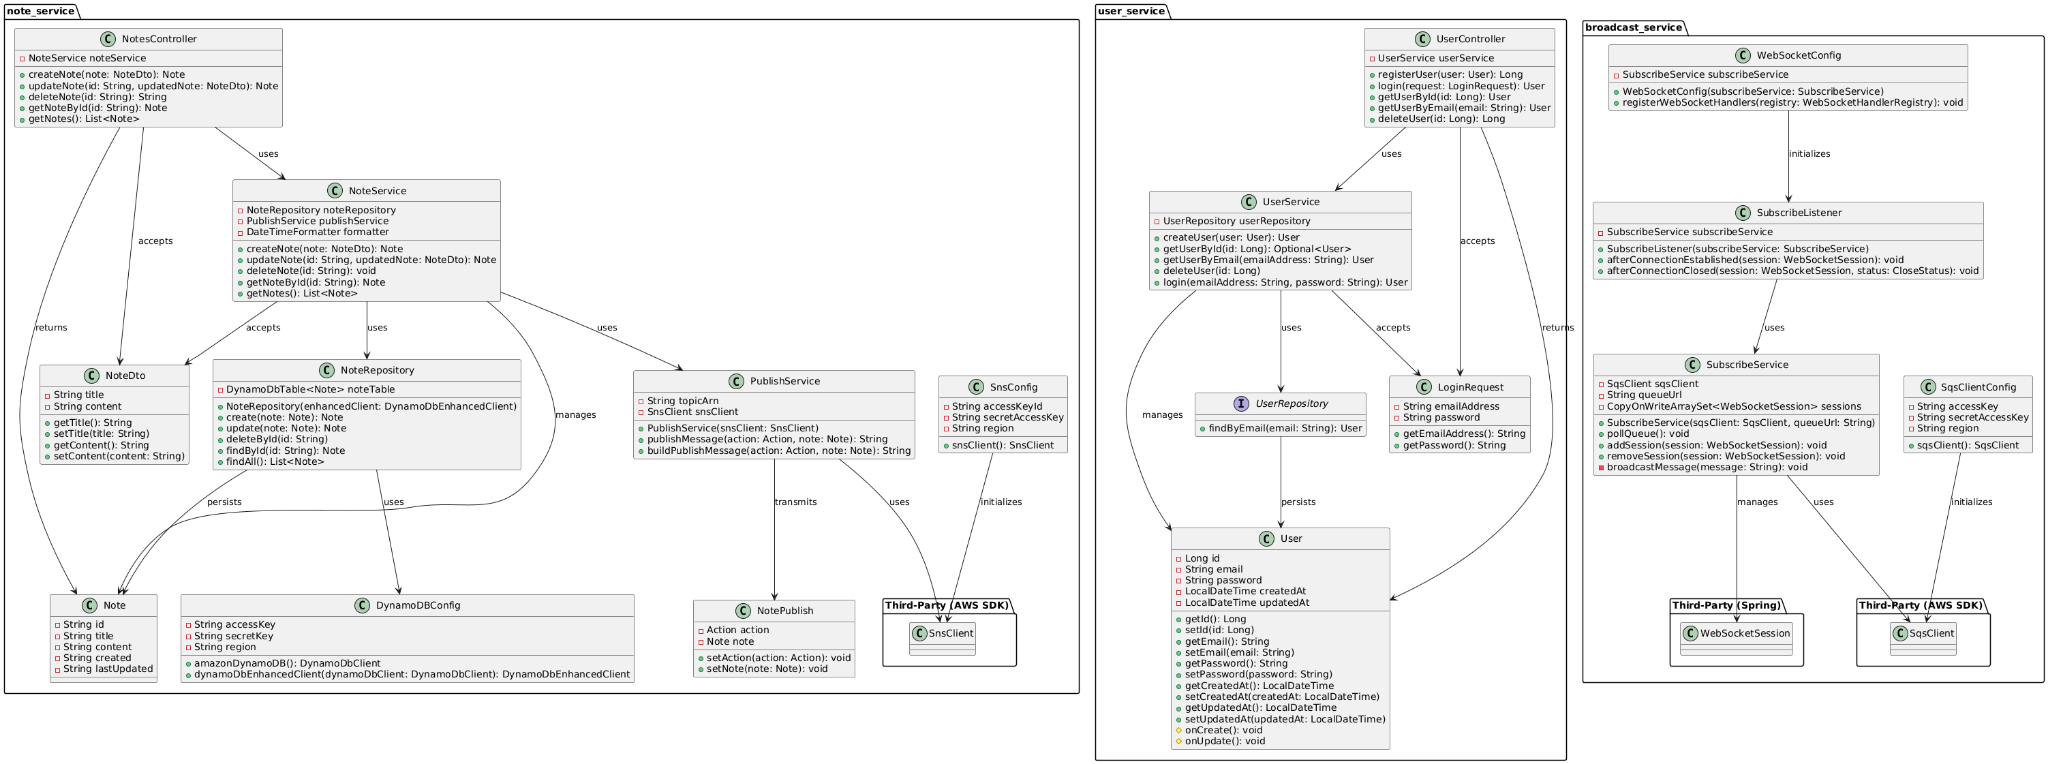 note_service
NotesController
NoteService noteService
createNote(note: NoteDto): Note
updateNote(id: String, updatedNote: NoteDto): Note
deleteNote(id: String): String
getNoteById(id: String): Note
getNotes(): List<Note>
uses
accepts
returns
NoteService
NoteRepository noteRepository
PublishService publishService
DateTimeFormatter formatter
createNote(note: NoteDto): Note
updateNote(id: String, updatedNote: NoteDto): Note
deleteNote(id: String): void
getNoteById(id: String): Note
getNotes(): List<Note>
accepts
uses
uses
manages
NoteDto
String title
String content
getTitle(): String
setTitle(title: String)
getContent(): String
setContent(content: String)
NoteRepository
DynamoDbTable<Note> noteTable
NoteRepository(enhancedClient: DynamoDbEnhancedClient)
create(note: Note): Note
update(note: Note): Note
deleteById(id: String)
findById(id: String): Note
findAll(): List<Note>
persists
uses
PublishService
String topicArn
SnsClient snsClient
PublishService(snsClient: SnsClient)
publishMessage(action: Action, note: Note): String
buildPublishMessage(action: Action, note: Note): String
transmits
uses
SnsConfig
String accessKeyId
String secretAccessKey
String region
snsClient(): SnsClient
initializes
Note
String id
String title
String content
String created
String lastUpdated
DynamoDBConfig
String accessKey
String secretKey
String region
amazonDynamoDB(): DynamoDbClient
dynamoDbEnhancedClient(dynamoDbClient: DynamoDbClient): DynamoDbEnhancedClient
NotePublish
Action action
Note note
setAction(action: Action): void
setNote(note: Note): void
Third-Party (AWS SDK)
SnsClient
user_service
UserController
UserService userService
registerUser(user: User): Long
login(request: LoginRequest): User
getUserById(id: Long): User
getUserByEmail(email: String): User
deleteUser(id: Long): Long
uses
accepts
returns
UserService
UserRepository userRepository
createUser(user: User): User
getUserById(id: Long): Optional<User>
getUserByEmail(emailAddress: String): User
deleteUser(id: Long)
login(emailAddress: String, password: String): User
manages
uses
accepts
UserRepository
findByEmail(email: String): User
persists
LoginRequest
String emailAddress
String password
getEmailAddress(): String
getPassword(): String
User
Long id
String email
String password
LocalDateTime createdAt
LocalDateTime updatedAt
getId(): Long
setId(id: Long)
getEmail(): String
setEmail(email: String)
getPassword(): String
setPassword(password: String)
getCreatedAt(): LocalDateTime
setCreatedAt(createdAt: LocalDateTime)
getUpdatedAt(): LocalDateTime
setUpdatedAt(updatedAt: LocalDateTime)
onCreate(): void
onUpdate(): void
broadcast_service
WebSocketConfig
SubscribeService subscribeService
WebSocketConfig(subscribeService: SubscribeService)
registerWebSocketHandlers(registry: WebSocketHandlerRegistry): void
initializes
SubscribeListener
SubscribeService subscribeService
SubscribeListener(subscribeService: SubscribeService)
afterConnectionEstablished(session: WebSocketSession): void
afterConnectionClosed(session: WebSocketSession, status: CloseStatus): void
uses
SubscribeService
SqsClient sqsClient
String queueUrl
CopyOnWriteArraySet<WebSocketSession> sessions
SubscribeService(sqsClient: SqsClient, queueUrl: String)
pollQueue(): void
addSession(session: WebSocketSession): void
removeSession(session: WebSocketSession): void
broadcastMessage(message: String): void
manages
uses
SqsClientConfig
String accessKey
String secretAccessKey
String region
sqsClient(): SqsClient
initializes
Third-Party (Spring)
WebSocketSession
Third-Party (AWS SDK)
SqsClient